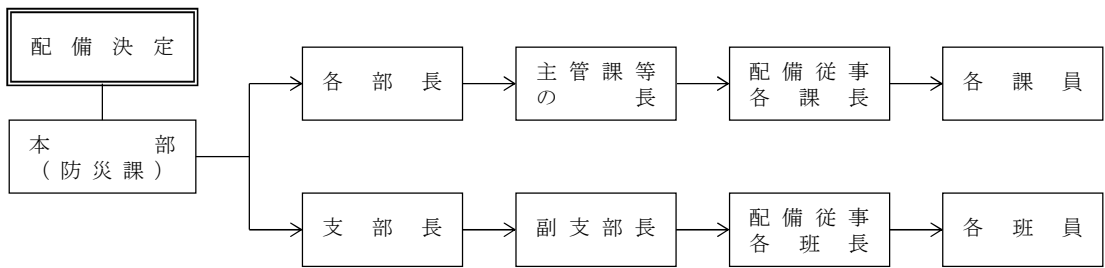 配備決定
本部
（防災課）
各部長
主管課等
の長
配備従事
各課長
各課員
支部長
副支部長
配備従事
各班長
各班員